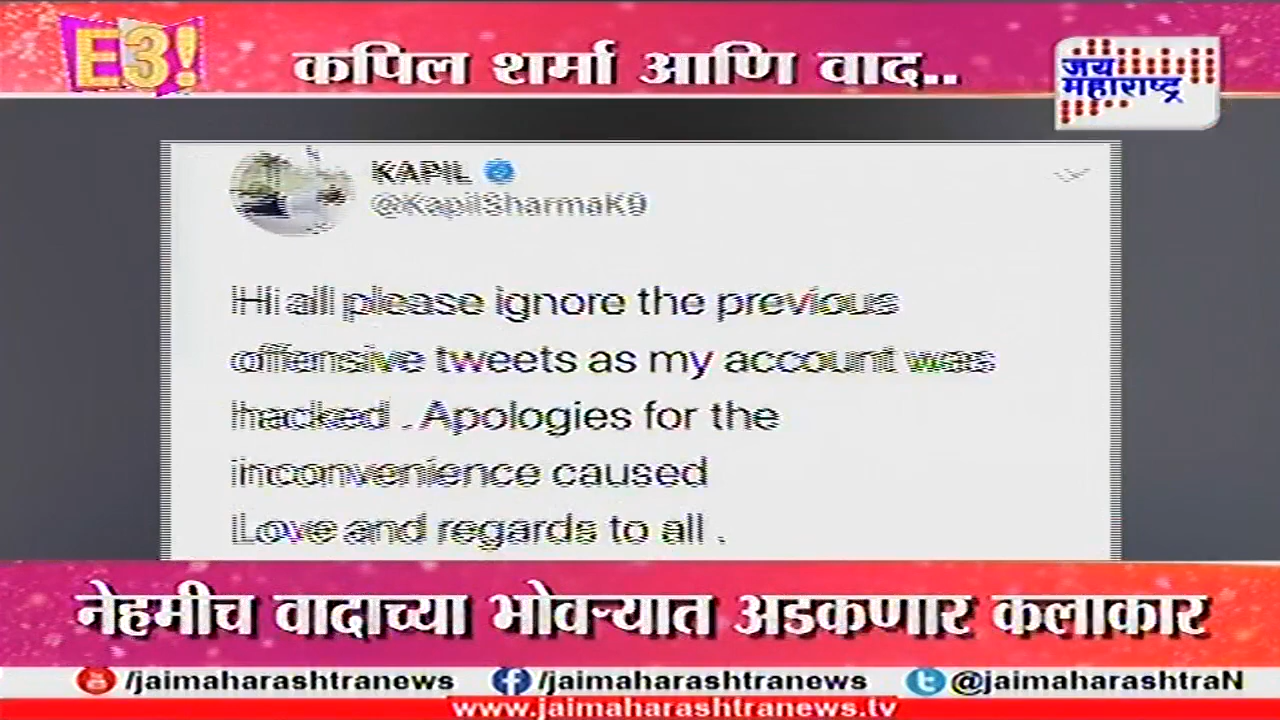 E3!
कपिल शर्मा आणि वाद..
जय
महाराष्ट्र
KAPIL
@KapilSharmaK9
Hi all please ignore the previous
offensive tweets as my account was
hacked . Apologies for the
inconvenience caused
Love and regards to all .
नेहमीच वादाच्या भोवऱ्यात अडकणार कलाकार
/jaimaharashtranews /jaimaharashtranews @jaimaharashtraN
www.jaimaharashtranews.tv